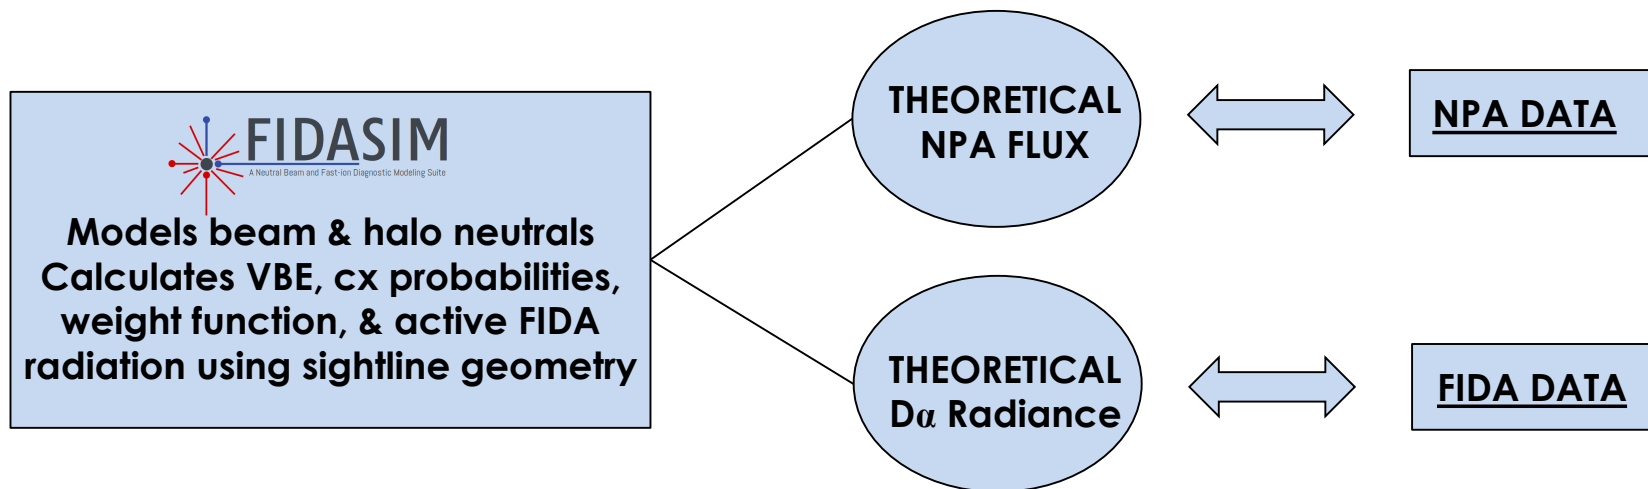 FIDASIM
A Neutral Beam and Fast-ion Diagnostic Modeling Suite
Models beam & halo neutrals
Calculates VBE, cx probabilities,
weight function, & active FIDA
radiation using sightline geometry
THEORETICAL
NPA FLUX
NPA DATA
THEORETICAL
Dα Radiance
FIDA DATA